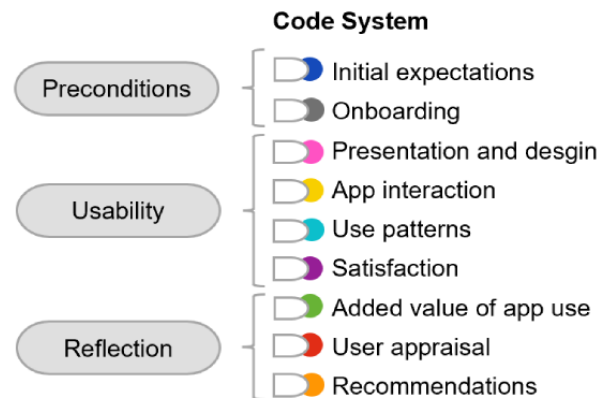 Code System
Preconditions
Initial expectations
Onboarding
Usability
Presentation and desgin
App interaction
Use patterns
Satisfaction
Reflection
Added value of app use
User appraisal
Recommendations